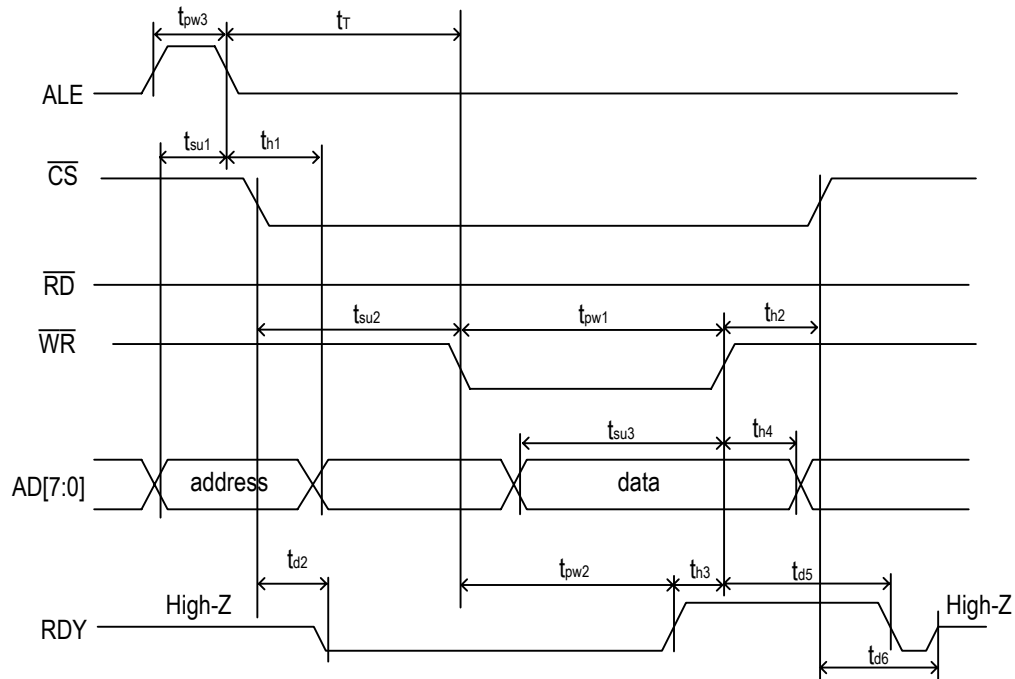 tpw3 tT
ALE
tsu1 th1
CS
RD
tsu2 tpw1 th2
WR
tsu3 th4
AD[7:0] address data
td2 tpw2 th3 td5
High-Z High-Z
RDY
td6